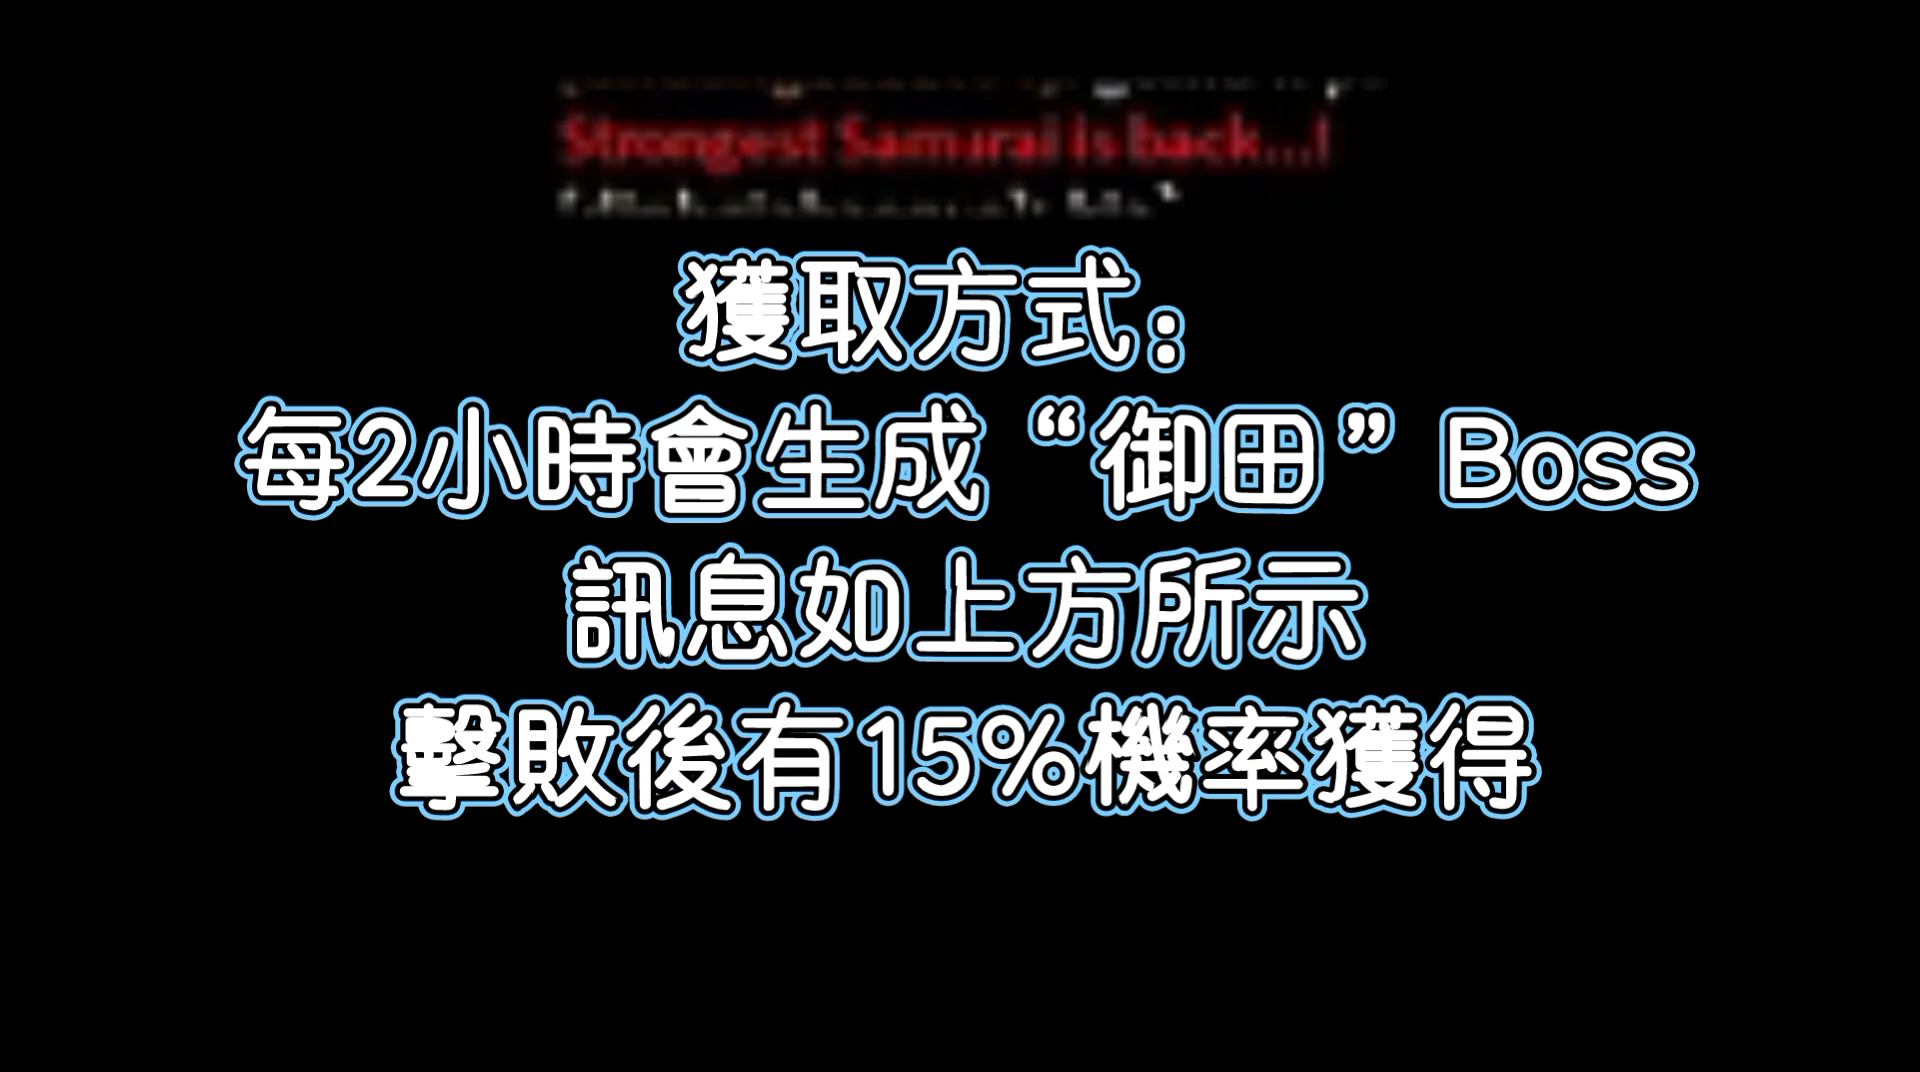 Strongest Samurai is back...!
獲取方式：
每2小時會生成“御田”Boss
訊息如上方所示
擊敗後有15%機率獲得